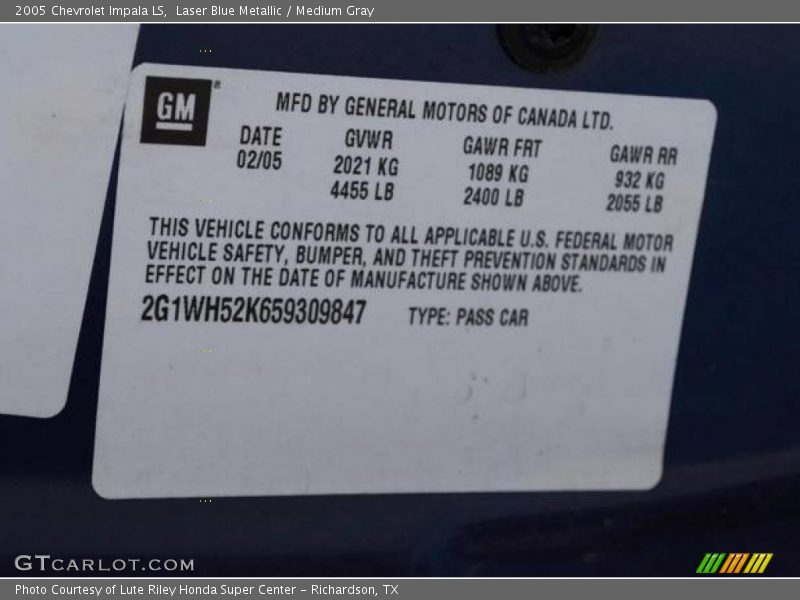 2005 Chevrolet Impala LS, Laser Blue Metallic / Medium Gray
GM®
MFD BY GENERAL MOTORS OF CANADA LTD.
DATE GVWR GAWR FRT GAWR RR
02/05 2021 KG 1089 KG 932 KG
4455 LB 2400 LB 2055 LB
THIS VEHICLE CONFORMS TO ALL APPLICABLE U.S. FEDERAL MOTOR
VEHICLE SAFETY, BUMPER, AND THEFT PREVENTION STANDARDS IN
EFFECT ON THE DATE OF MANUFACTURE SHOWN ABOVE.
2G1WH52K659309847 TYPE: PASS CAR
GTCARLOT.COM
Photo Courtesy of Lute Riley Honda Super Center - Richardson, TX